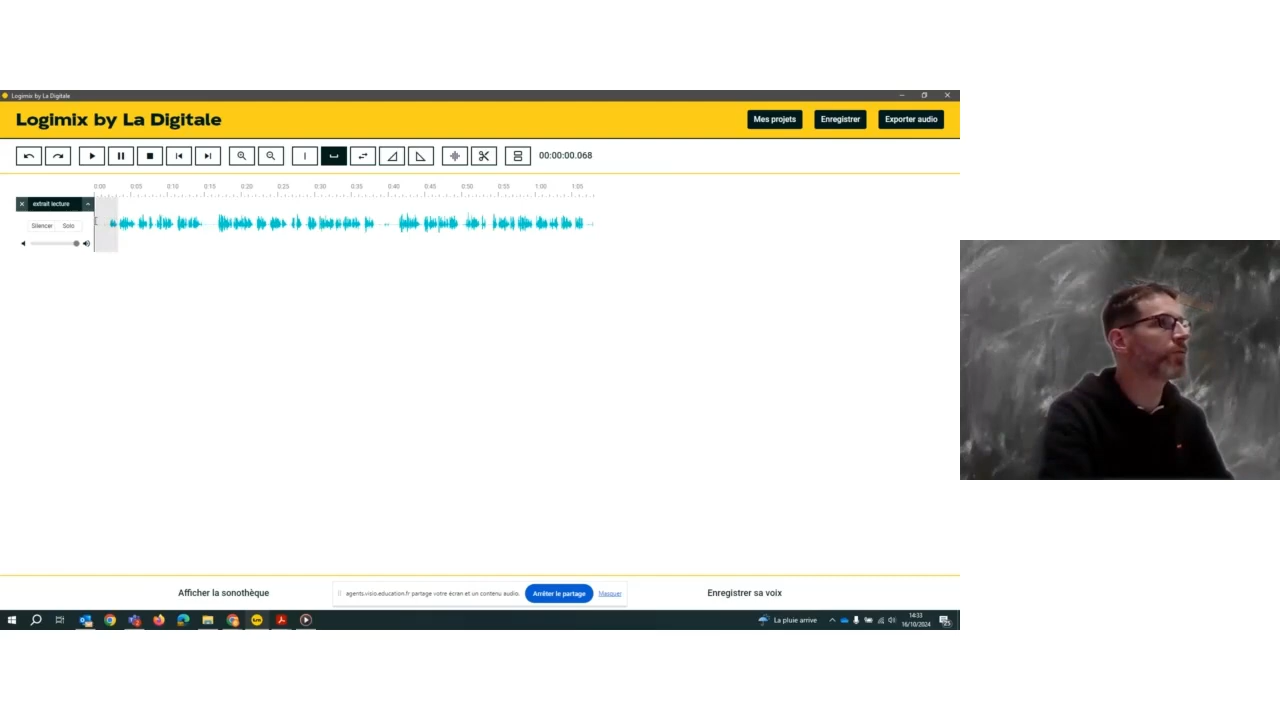 Logimix by La Digitale
Logimix by La Digitale
Mes projets
Enregistrer
Exporter audio
00:00:00.068
0:00 0:05 0:10 0:15 0:20 0:25 0:30 0:35 0:40 0:45 0:50 0:55 1:00 1:05
extrait lecture
Silencer Solo
Afficher la sonothèque
agents.visio.education.fr partage votre écran et un contenu audio.
Arrêter le partage
Masquer
Enregistrer sa voix
La pluie arrive
14:33
16/10/2024